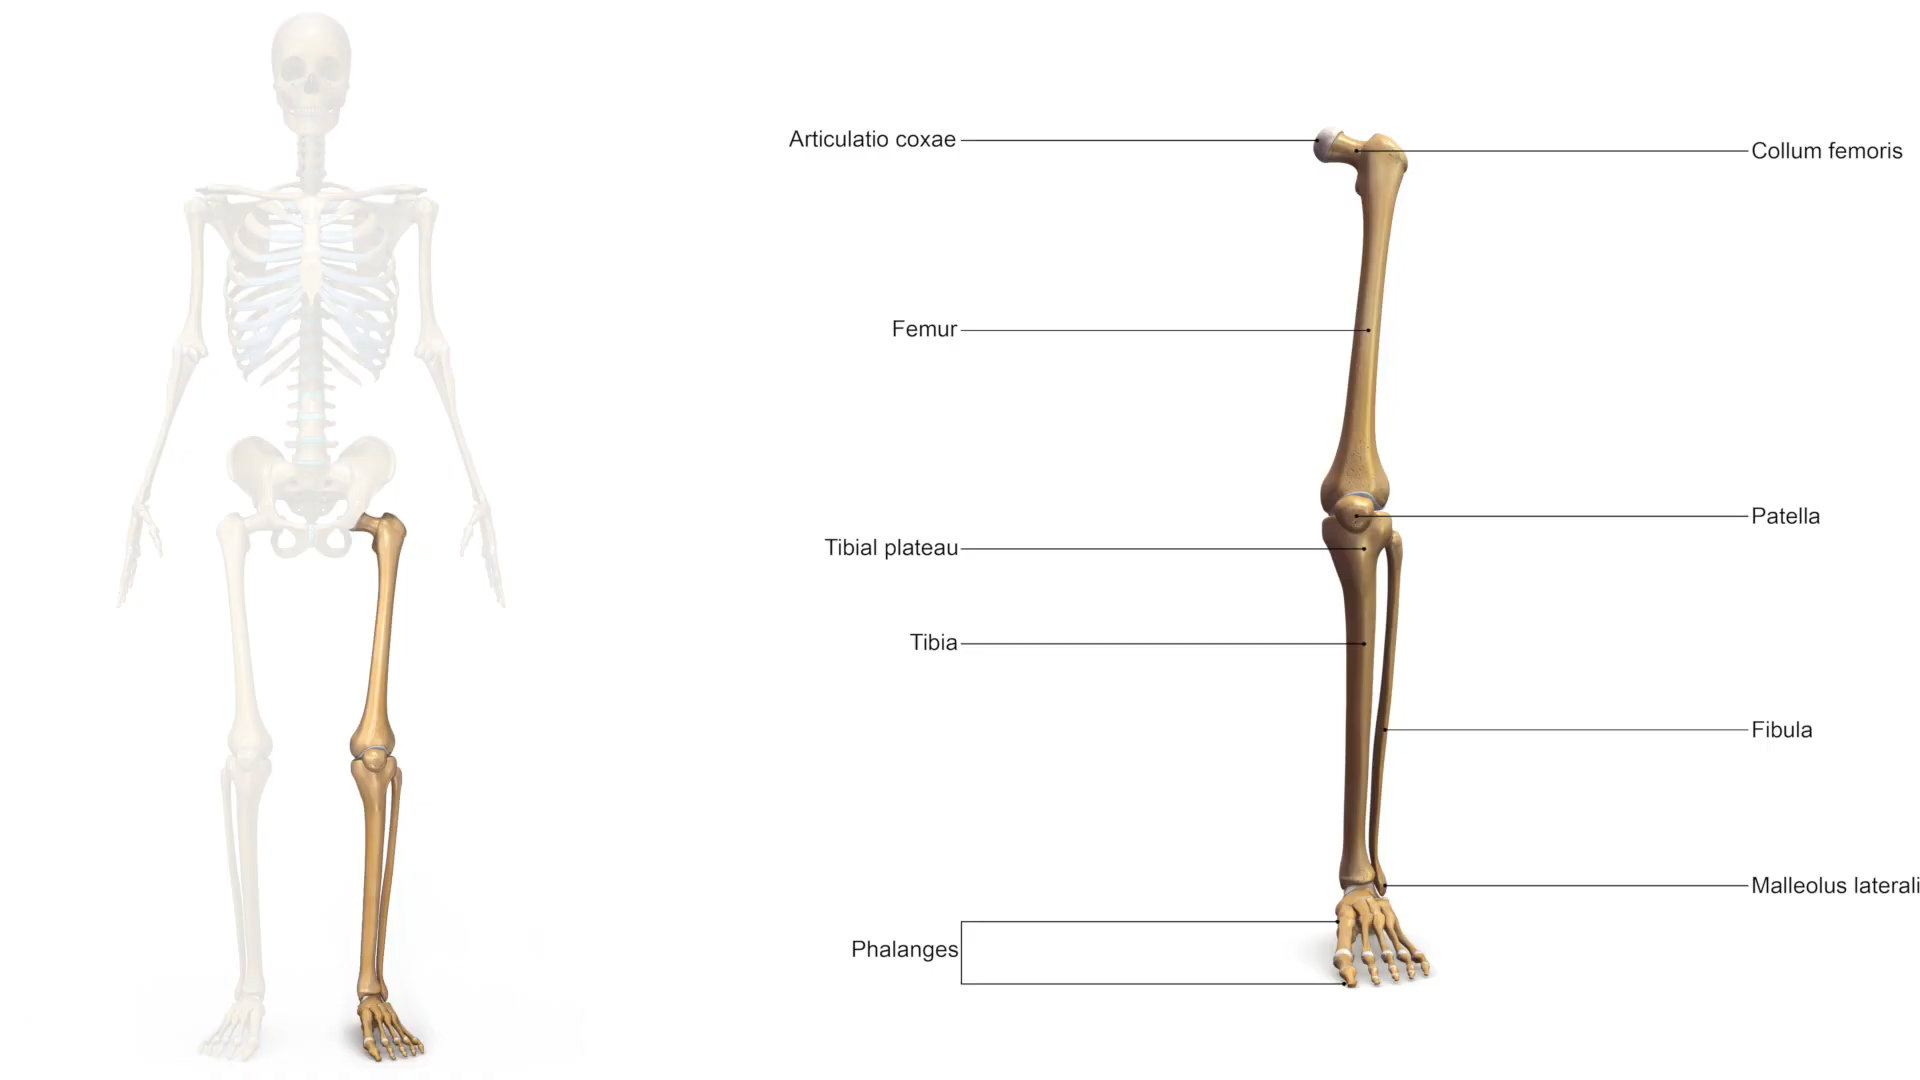 Articulatio coxae
Collum femoris
Femur
Patella
Tibial plateau
Tibia
Fibula
Malleolus laterali
Phalanges